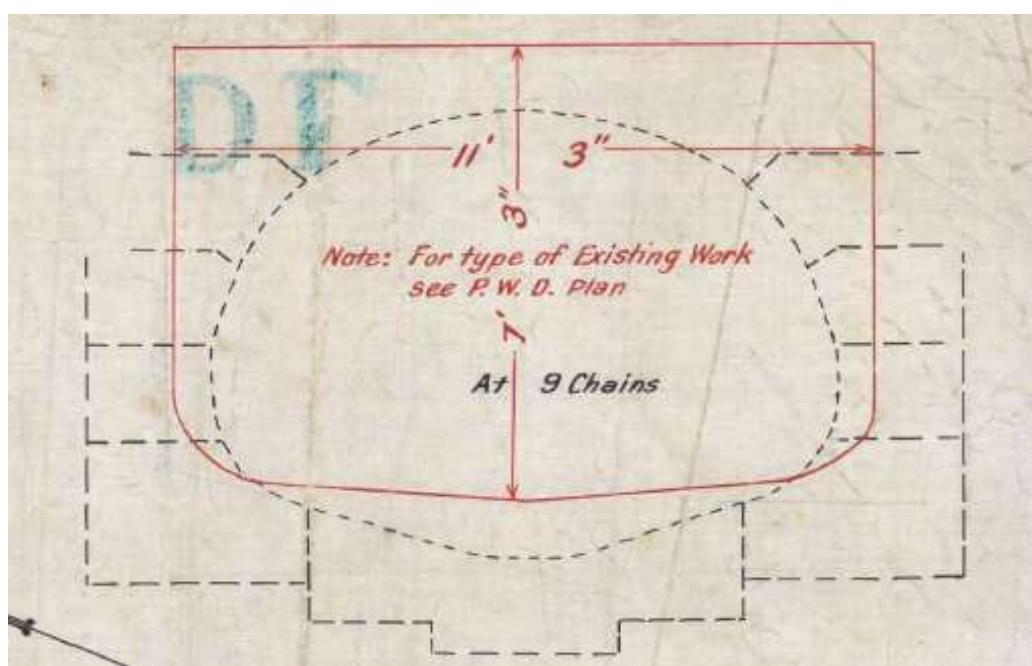 DT
11' 3"
7' 3"
Note: For type of Existing Work
see P. W. D. Plan
At 9 Chains